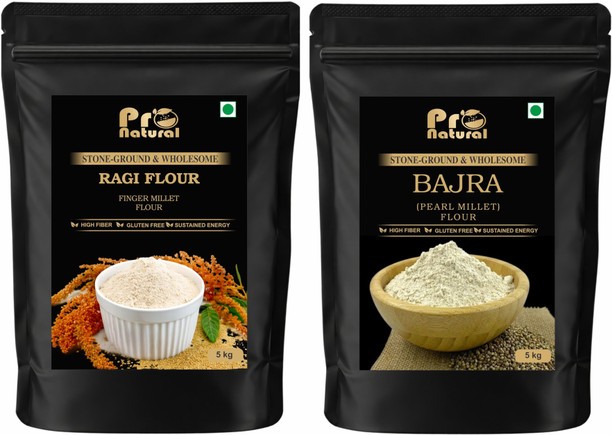 Pro
Natural
STONE-GROUND & WHOLESOME
RAGI FLOUR
FINGER MILLET
FLOUR
HIGH FIBER GLUTEN FREE SUSTAINED ENERGY
5 kg
Pro
Natural
STONE-GROUND & WHOLESOME
BAJRA
(PEARL MILLET)
FLOUR
HIGH FIBER GLUTEN FREE SUSTAINED ENERGY
5 kg